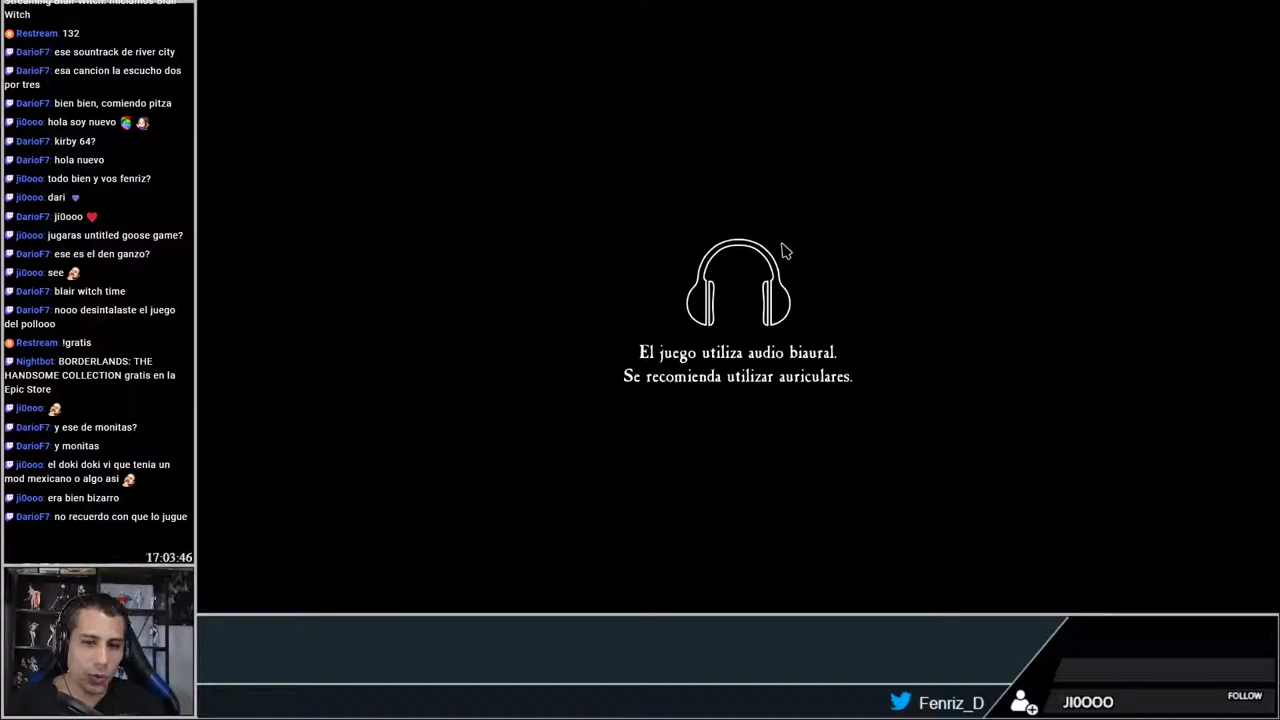 Streaming Blair Witch: Iniciamos Blair
Witch
Restream: 132
DarioF7: ese sountrack de river city
DarioF7: esa cancion la escucho dos
por tres
DarioF7: bien bien, comiendo pitza
ji0ooo: hola soy nuevo
DarioF7: kirby 64?
DarioF7: hola nuevo
ji0ooo: todo bien y vos fenriz?
ji0ooo: dari
DarioF7: ji0ooo
ji0ooo: jugaras untitled goose game?
DarioF7: ese es el den ganzo?
ji0ooo: see
DarioF7: blair witch time
DarioF7: nooo desintalaste el juego
del pollooo
Restream: !gratis
Nightbot: BORDERLANDS: THE
HANDSOME COLLECTION gratis en la
Epic Store
ji0ooo:
DarioF7: y ese de monitas?
DarioF7: y monitas
ji0ooo: el doki doki vi que tenia un
mod mexicano o algo asi
ji0ooo: era bien bizarro
DarioF7: no recuerdo con que lo jugue
17:03:46
El juego utiliza audio biaural.
Se recomienda utilizar auriculares.
Fenriz_D
JI0OOO
FOLLOW